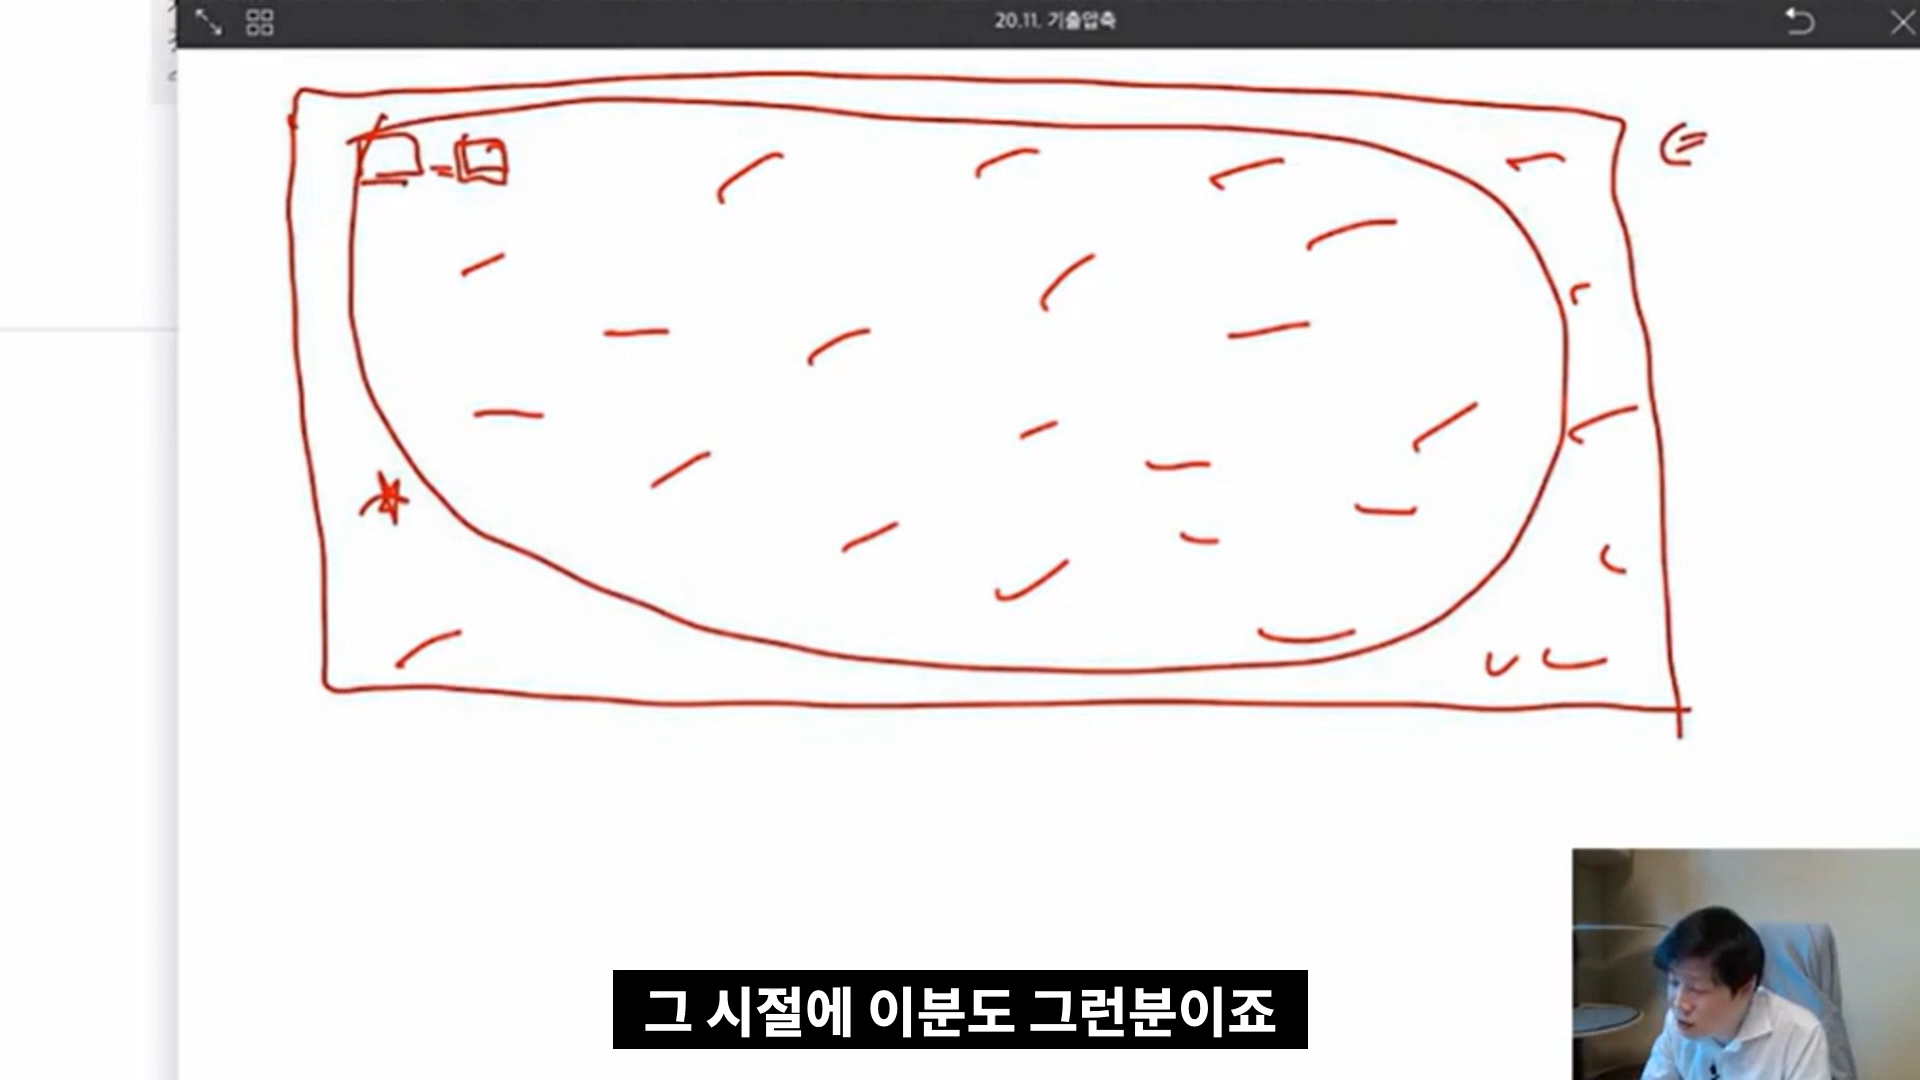 20.11. 기출압축
그 시절에 이분도 그런분이죠